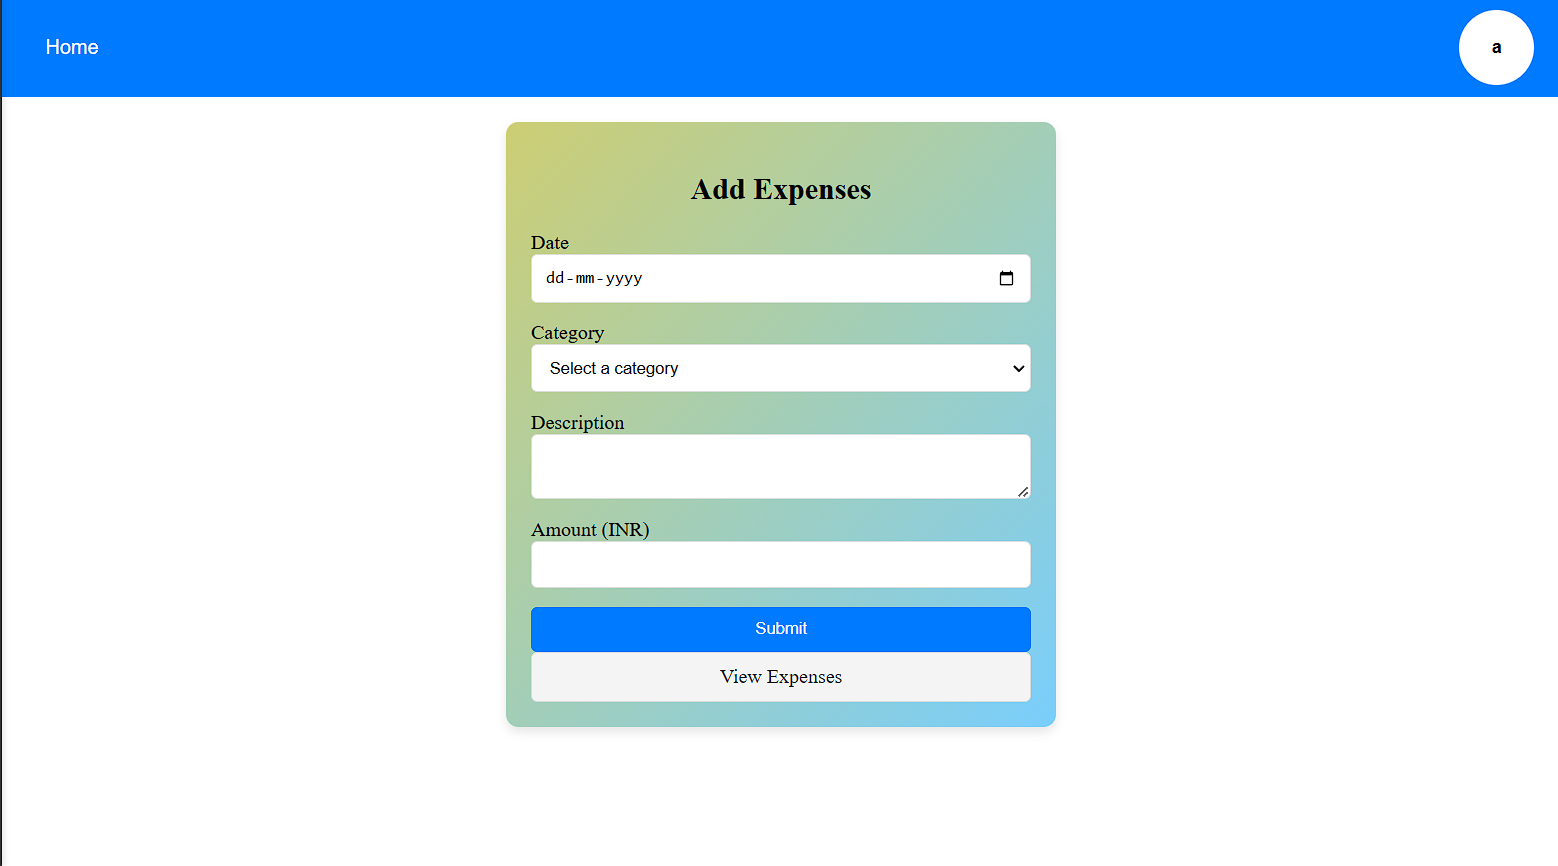 Home
a
Add Expenses
Date
dd-mm-yyyy
Category
Select a category
Description
Amount (INR)
Submit
View Expenses